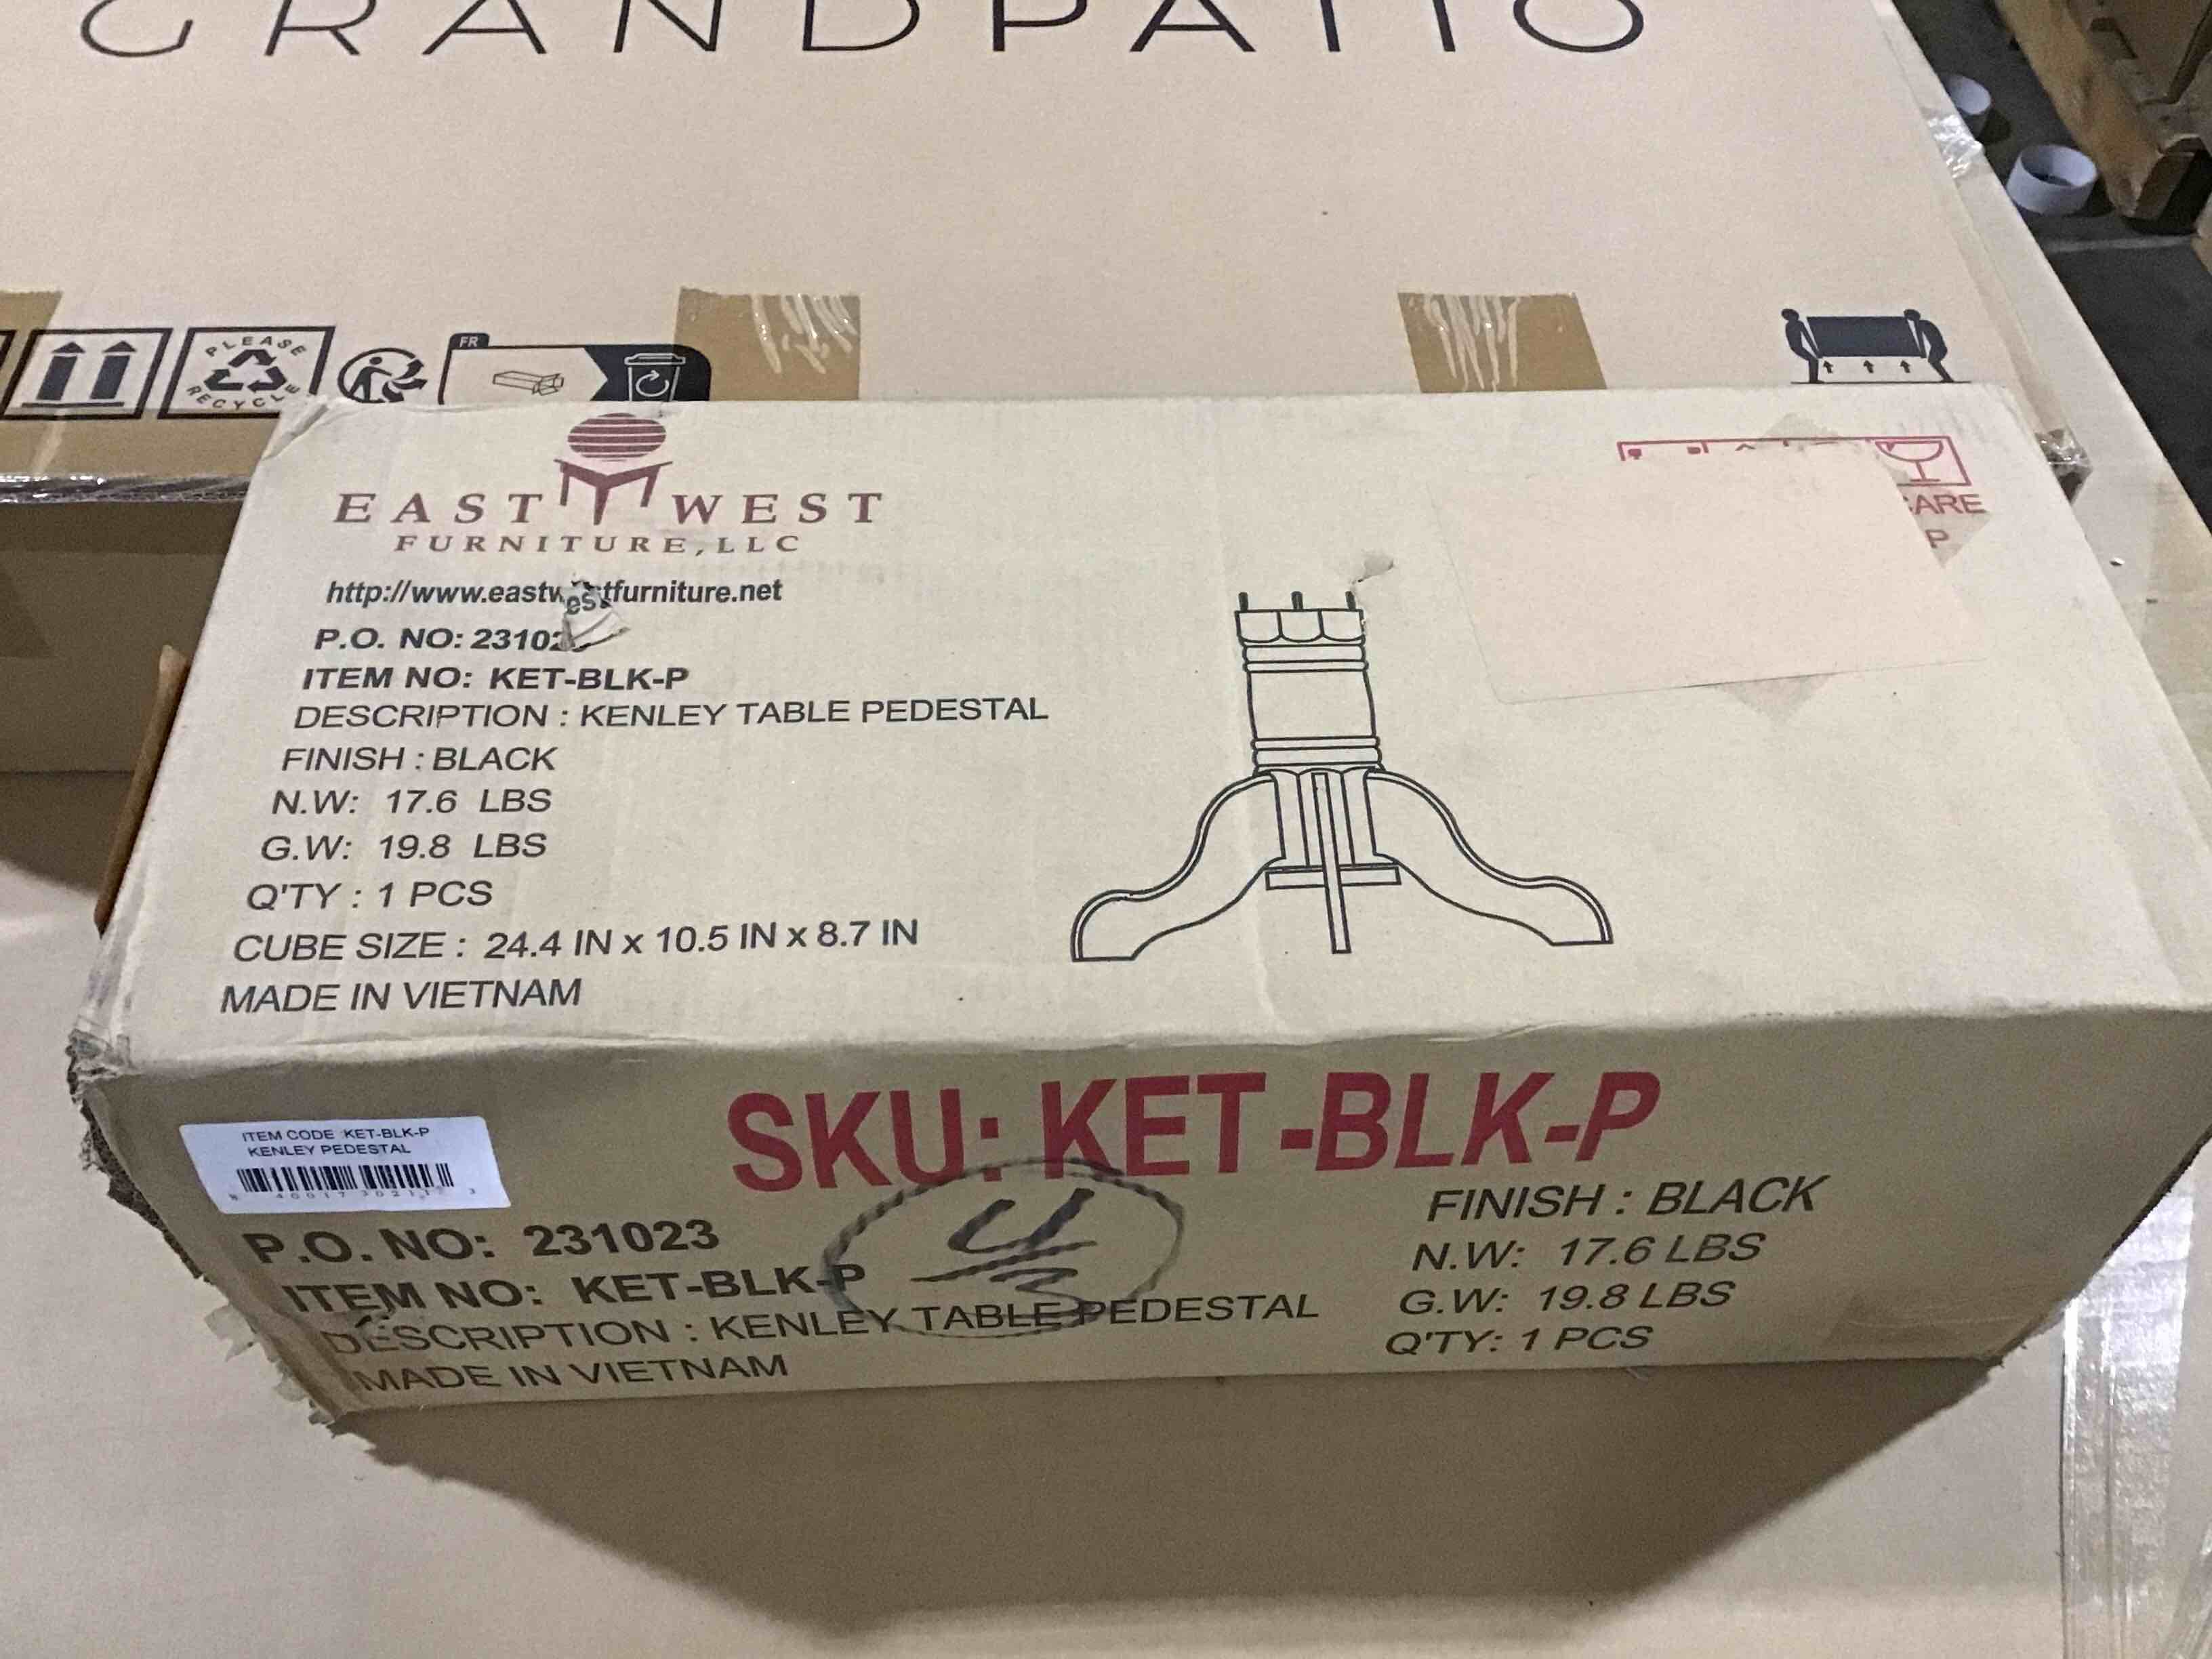 GRANDPATIO
PLEASE
RECYCLE
FR
EAST WEST
FURNITURE, LLC
http://www.eastwestfurniture.net
P.O. NO: 23102
ITEM NO: KET-BLK-P
DESCRIPTION : KENLEY TABLE PEDESTAL
FINISH : BLACK
N.W: 17.6 LBS
G.W: 19.8 LBS
Q'TY : 1 PCS
CUBE SIZE : 24.4 IN x 10.5 IN x 8.7 IN
MADE IN VIETNAM
SKU: KET-BLK-P
ITEM CODE KET-BLK-P
KENLEY PEDESTAL
P.O. NO: 231023
ITEM NO: KET-BLK-P
DESCRIPTION : KENLEY TABLE PEDESTAL
MADE IN VIETNAM
FINISH : BLACK
N.W: 17.6 LBS
G.W: 19.8 LBS
Q'TY: 1 PCS